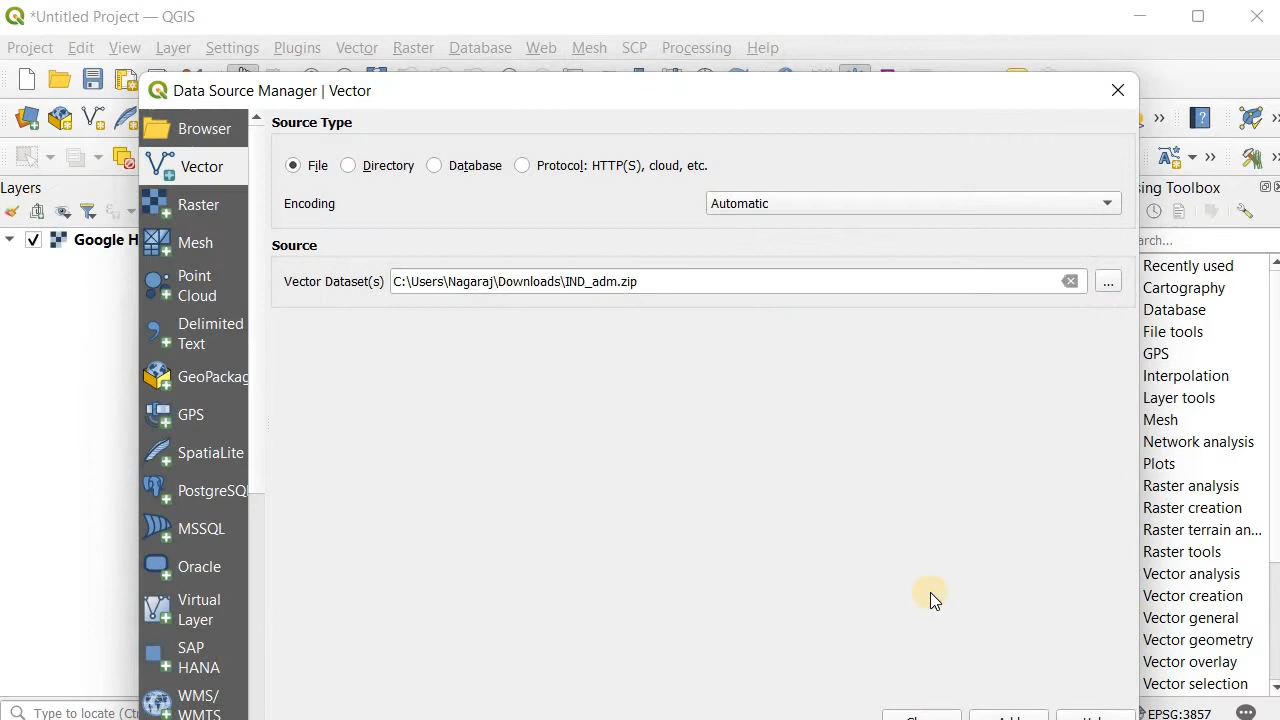 *Untitled Project — QGIS
Project Edit View Layer Settings Plugins Vector Raster Database Web Mesh SCP Processing Help
Data Source Manager | Vector
Browser
Vector
Raster
Mesh
Point
Cloud
Delimited
Text
GeoPackag
GPS
SpatiaLite
PostgreSQ
MSSQL
Oracle
Virtual
Layer
SAP
HANA
WMS/
WMTS
Source Type
File Directory Database Protocol: HTTP(S), cloud, etc.
Encoding Automatic
Source
Vector Dataset(s) C:\Users\Nagaraj\Downloads\IND_adm.zip ...
Layers
Google H
sing Toolbox
arch...
Recently used
Cartography
Database
File tools
GPS
Interpolation
Layer tools
Mesh
Network analysis
Plots
Raster analysis
Raster creation
Raster terrain an...
Raster tools
Vector analysis
Vector creation
Vector general
Vector geometry
Vector overlay
Vector selection
Type to locate (Ctr
EPSG:3857